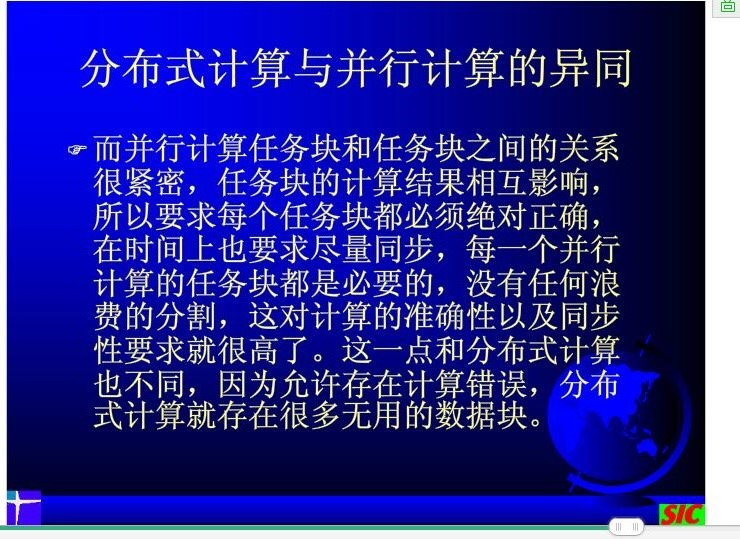 分布式计算与并行计算的异同
而并行计算任务块和任务块之间的关系
很紧密，任务块的计算结果相互影响，
所以要求每个任务块都必须绝对正确，
在时间上也要求尽量同步，每一个并行
计算的任务块都是必要的，没有任何浪
费的分割，这对计算的准确性以及同步
性要求就很高了。这一点和分布式计算
也不同，因为允许存在计算错误，分布
式计算就存在很多无用的数据块。
SIC